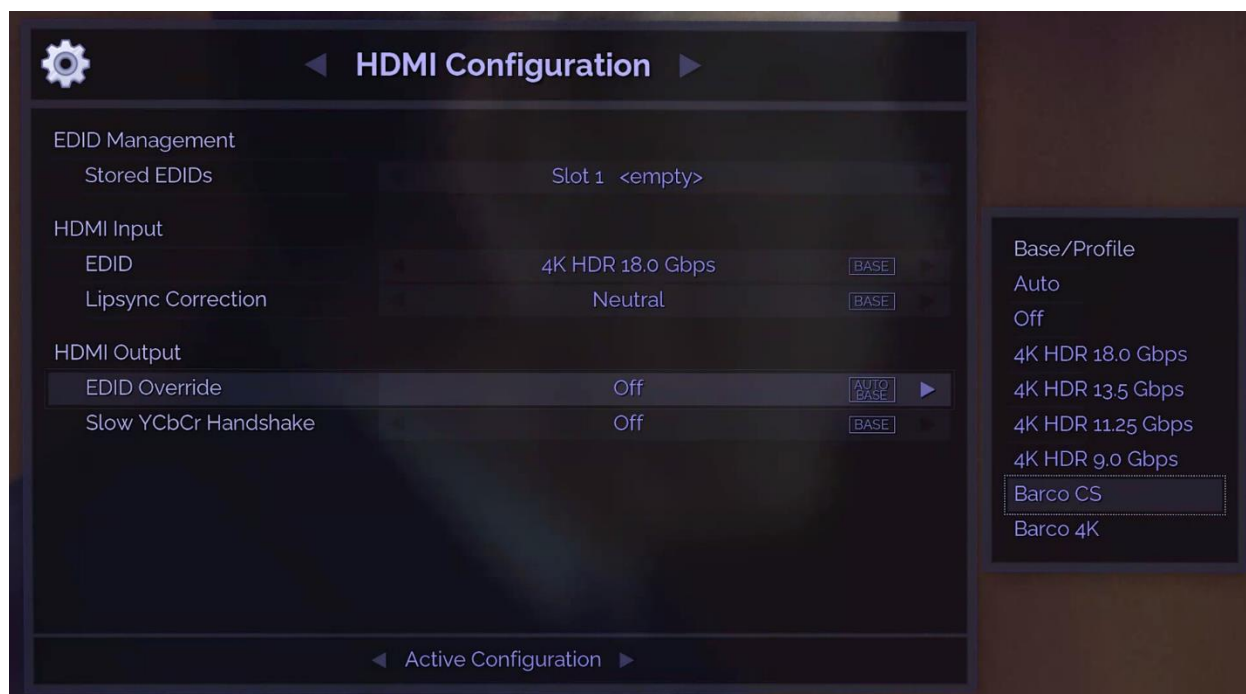 HDMI Configuration
EDID Management
Stored EDIDs Slot 1 <empty>
HDMI Input
EDID 4K HDR 18.0 Gbps BASE
Lipsync Correction Neutral BASE
HDMI Output
EDID Override Off AUTO BASE
Slow YCbCr Handshake Off BASE
Active Configuration
Base/Profile
Auto
Off
4K HDR 18.0 Gbps
4K HDR 13.5 Gbps
4K HDR 11.25 Gbps
4K HDR 9.0 Gbps
Barco CS
Barco 4K